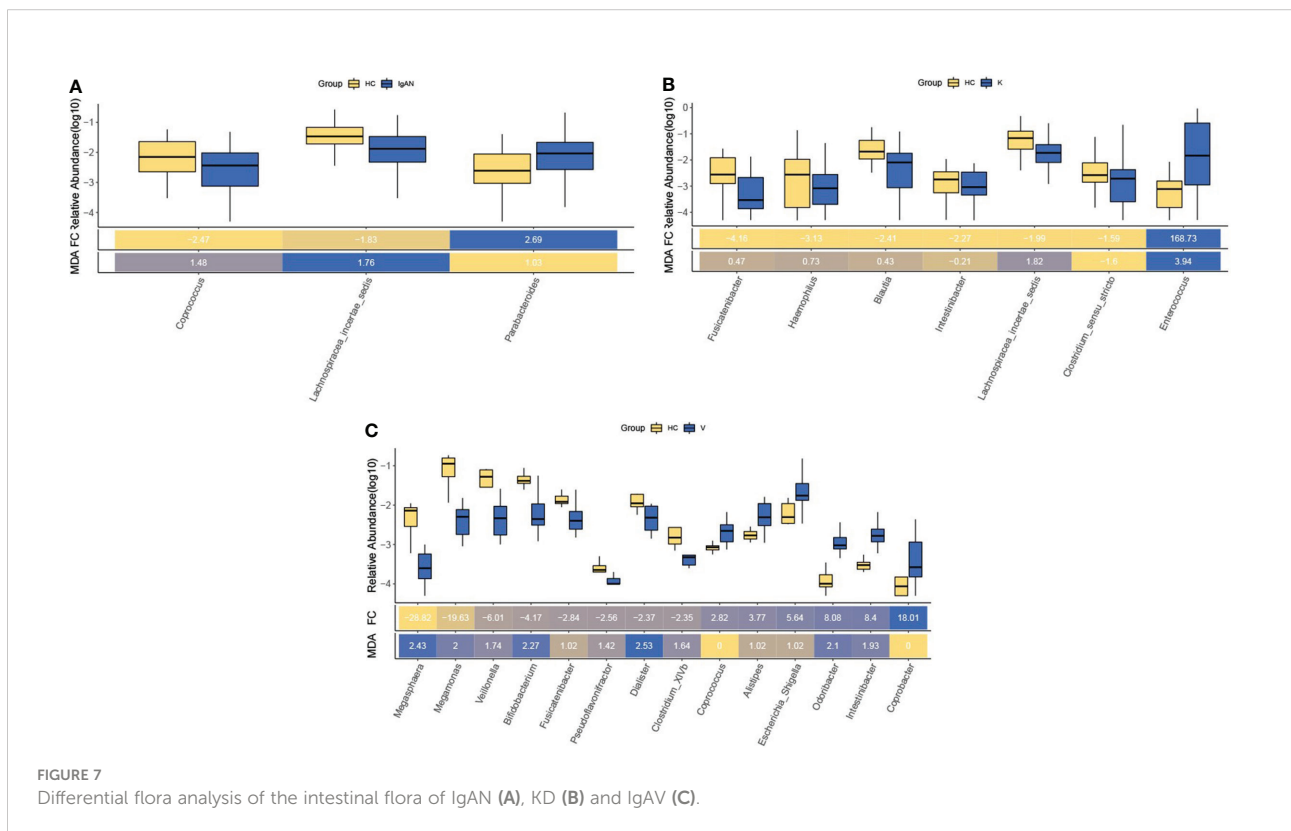 A
Group HC IgAN
Relative Abundance(log10)
−1
−2
−3
−4
FC
−2.47 −1.83 2.69
MDA
1.48 1.76 1.03
Coprococcus
Lachnospiracea_incertae_sedis
Parabacteroides
B
Group HC K
Relative Abundance(log10)
0
−1
−2
−3
−4
FC
−4.16 −3.13 −2.41 −2.27 −1.99 −1.59 168.73
MDA
0.47 0.73 0.43 −0.21 1.82 −1.6 3.94
Fusicatenibacter
Haemophilus
Blautia
Intestinibacter
Lachnospiracea_incertae_sedis
Clostridium_sensu_stricto
Enterococcus
C
Group HC V
Relative Abundance(log10)
−1
−2
−3
−4
FC
−19.63 −6.01 −4.17 −2.84 −2.56 −2.37 −2.35 2.82 3.77 5.64 8.08 8.4 18.01
MDA
2.43 2 1.74 2.27 1.02 1.42 2.53 1.64 0 1.02 1.02 2.1 1.93 0
Megasphaera
Megamonas
Veillonella
Bifidobacterium
Fusicatenibacter
Pseudoflavonifractor
Dialister
Clostridium_XlVb
Coprococcus
Alistipes
Escherichia_Shigella
Odoribacter
Intestinibacter
Coprobacter
FIGURE 7
Differential flora analysis of the intestinal flora of IgAN (A), KD (B) and IgAV (C).